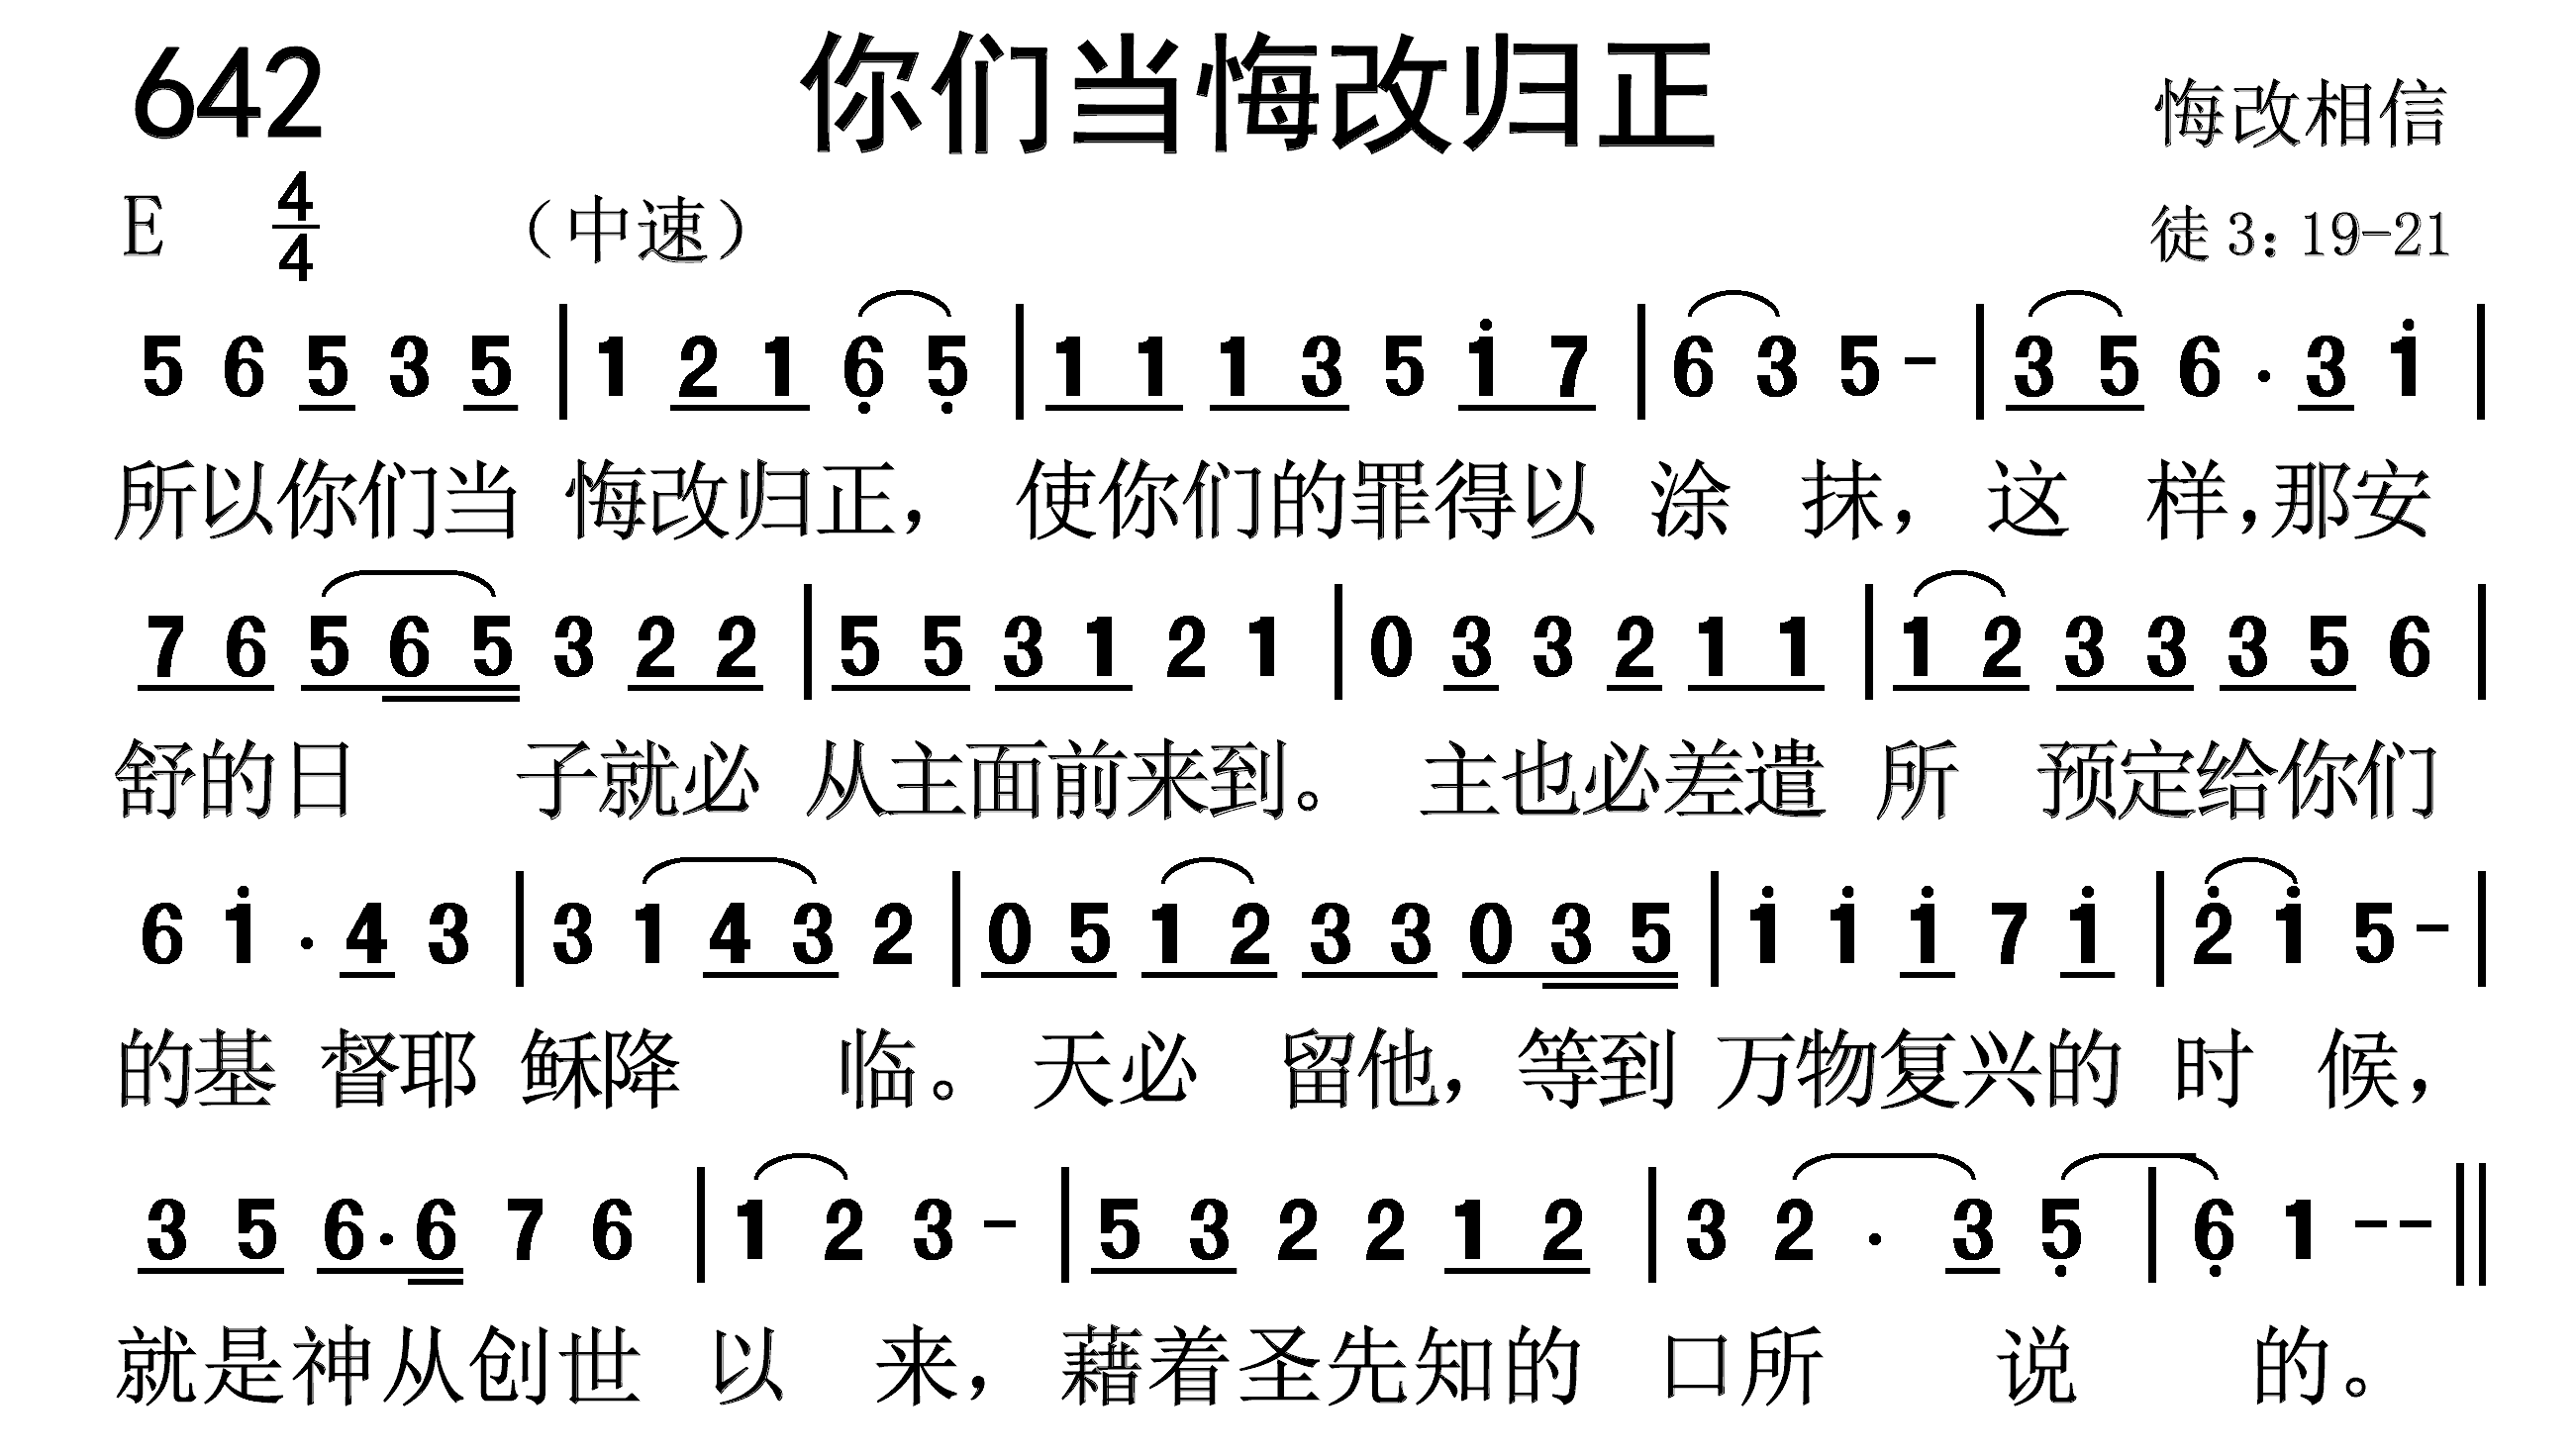 642 你们当悔改归正 悔改相信
E 4/4 （中速） 徒 3：19-21
5 6 5 3 5 | 1 2 1 6 5 | 1 1 1 3 5 1 7 | 6 3 5 - | 3 5 6 · 3 1 |
所以你们当 悔改归正， 使你们的罪得以 涂 抹， 这 样，那安
7 6 5 6 5 3 2 2 | 5 5 3 1 2 1 | 0 3 3 2 1 1 | 1 2 3 3 3 5 6 |
舒的日 子就必 从主面前来到。 主也必差遣 所 预定给你们
6 1 · 4 3 | 3 1 4 3 2 | 0 5 1 2 3 3 0 3 5 | 1 1 1 7 1 | 2 1 5 - |
的基 督耶 稣降 临。 天必 留他，等到 万物复兴的 时 候，
3 5 6 · 6 7 6 | 1 2 3 - | 5 3 2 2 1 2 | 3 2 · 3 5 | 6 1 - - ||
就是神从创世 以 来，藉着圣先知的 口所 说 的。